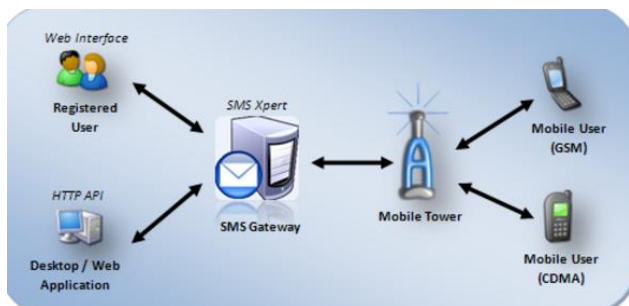 Web Interface
Registered
User
SMS Xpert
SMS Gateway
HTTP API
Desktop / Web
Application
Mobile Tower
Mobile User
(GSM)
Mobile User
(CDMA)